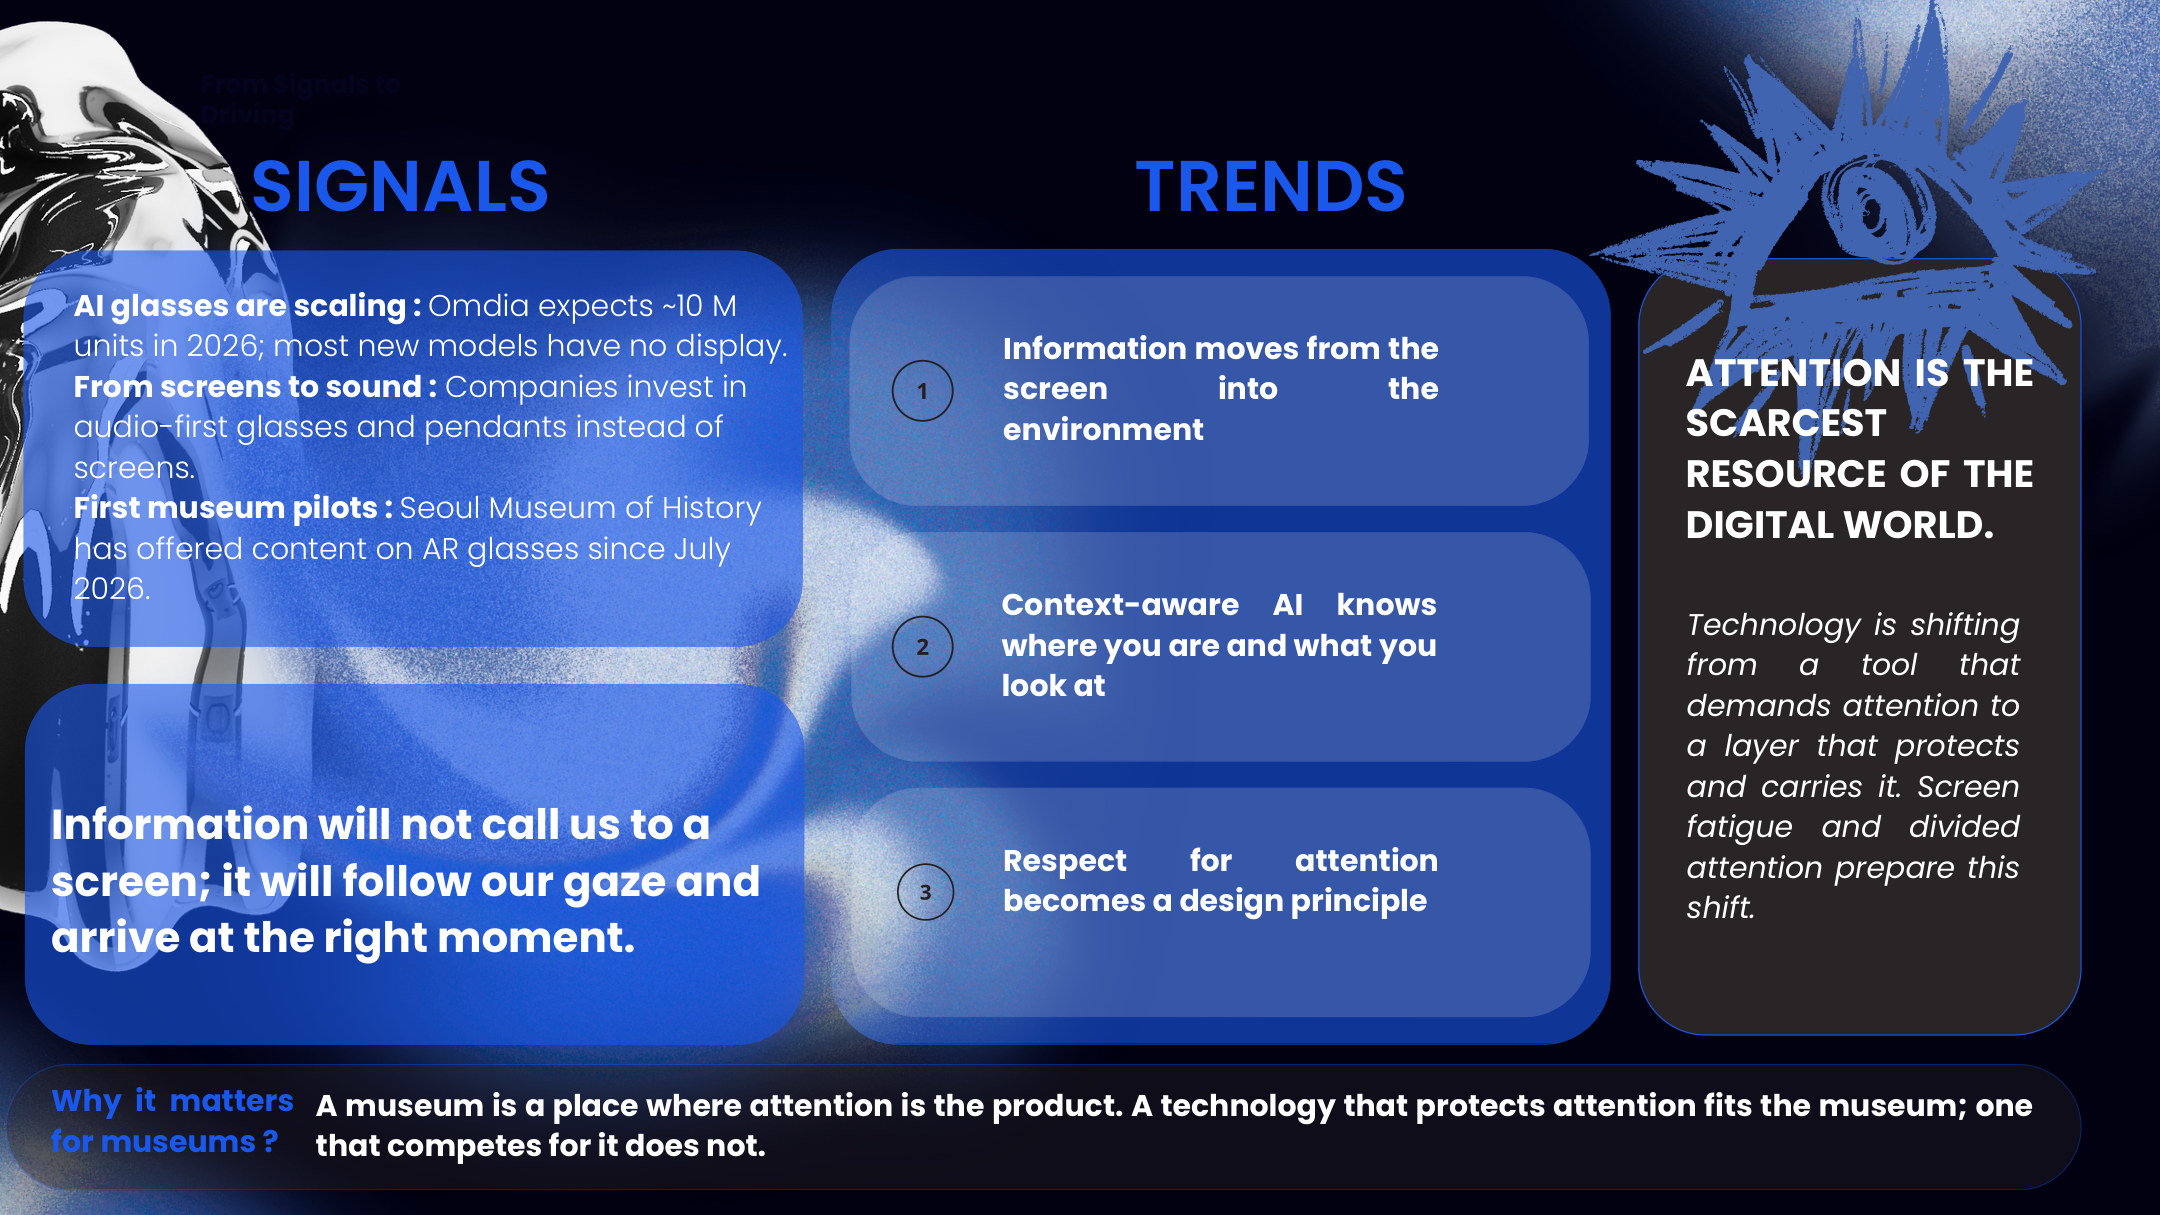 From Signals to
Driving
SIGNALS
AI glasses are scaling : Omdia expects ~10 M
units in 2026; most new models have no display.
From screens to sound : Companies invest in
audio-first glasses and pendants instead of
screens.
First museum pilots : Seoul Museum of History
has offered content on AR glasses since July
2026.
Information will not call us to a
screen; it will follow our gaze and
arrive at the right moment.
TRENDS
1
Information moves from the
screen into the
environment
2
Context-aware AI knows
where you are and what you
look at
3
Respect for attention
becomes a design principle
ATTENTION IS THE
SCARCEST
RESOURCE OF THE
DIGITAL WORLD.
Technology is shifting
from a tool that
demands attention to
a layer that protects
and carries it. Screen
fatigue and divided
attention prepare this
shift.
Why it matters
for museums ?
A museum is a place where attention is the product. A technology that protects attention fits the museum; one
that competes for it does not.